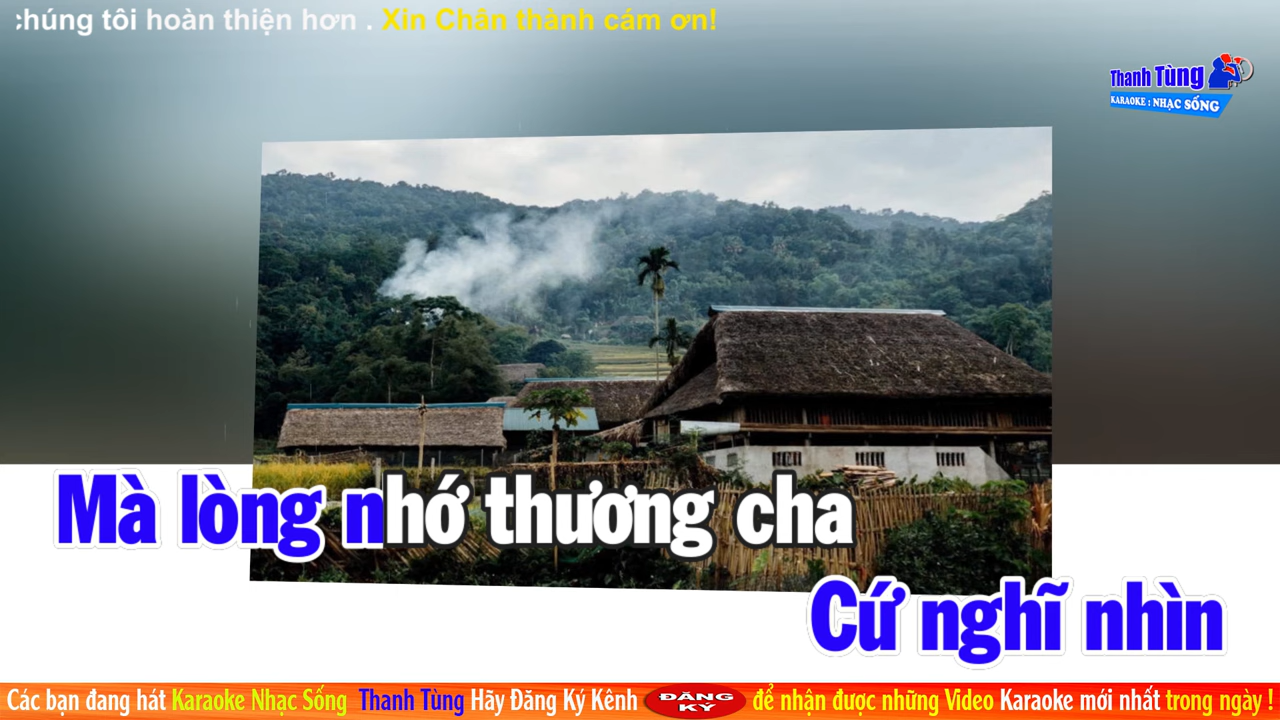 chúng tôi hoàn thiện hơn . Xin Chân thành cám ơn!
Thanh Tùng
KARAOKE : NHẠC SỐNG
Mà lòng nhớ thương cha
Cứ nghĩ nhìn
Các bạn đang hát Karaoke Nhạc Sống Thanh Tùng Hãy Đăng Ký Kênh ĐĂNG KÝ để nhận được những Video Karaoke mới nhất trong ngày !